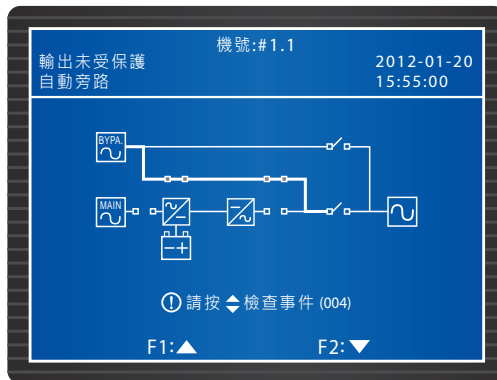 機號:#1.1
輸出未受保護
自動旁路
2012-01-20
15:55:00
BYPA.
MAIN
請按 檢查事件 (004)
F1:▲ F2:▼